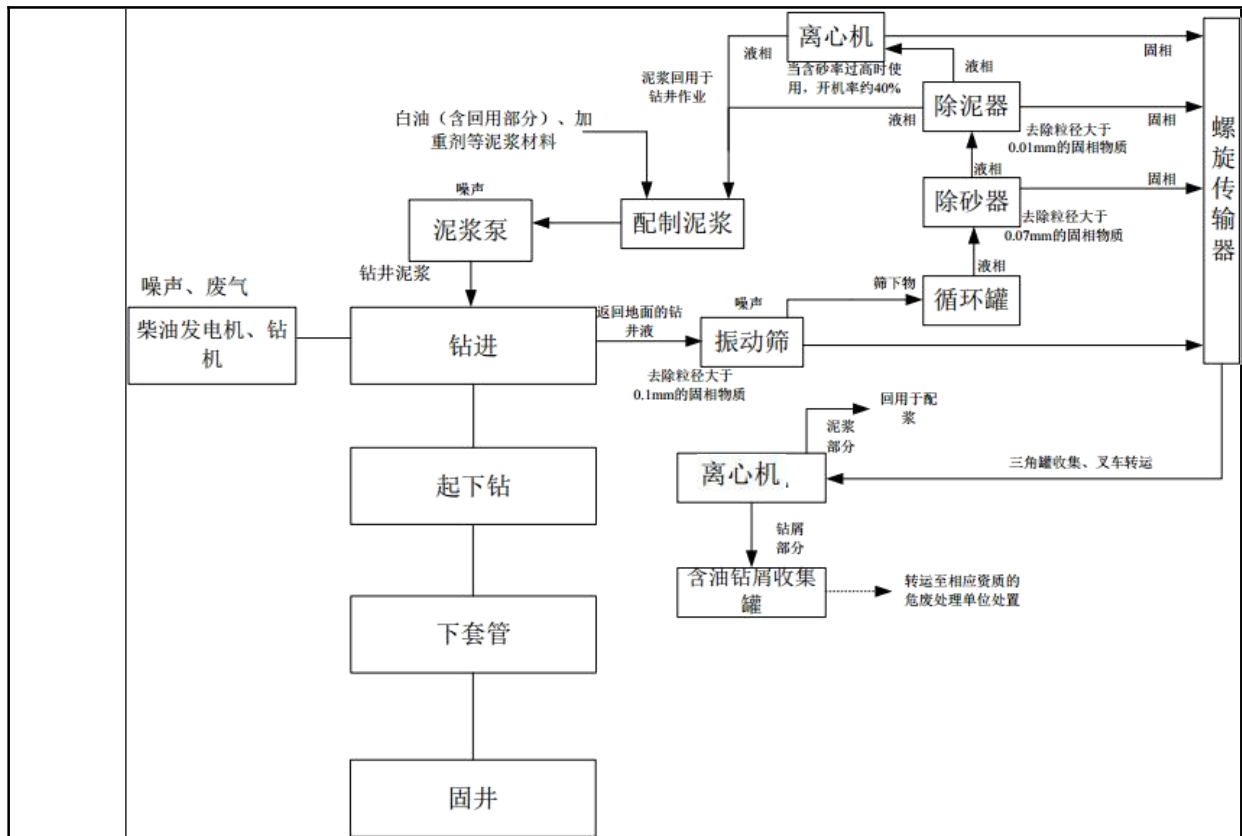 离心机
液相
固相
当含砂率过高时使
用，开机率约40%
液相
泥浆回用于
钻井作业
除泥器
液相
固相
去除粒径大于
0.01mm的固相物质
白油（含回用部分）、加
重剂等泥浆材料
螺旋传输器
液相
固相
噪声
除砂器
去除粒径大于
0.07mm的固相物质
泥浆泵
配制泥浆
钻井泥浆
液相
筛下物
循环罐
噪声、废气
柴油发电机、钻
机
钻进
返回地面的钻
井液
噪声
振动筛
去除粒径大于
0.1mm的固相物质
回用于配
浆
泥浆
部分
三角罐收集、叉车转运
离心机
起下钻
钻屑
部分
含油钻屑收集
罐
转运至相应资质的
危废处理单位处置
下套管
固井